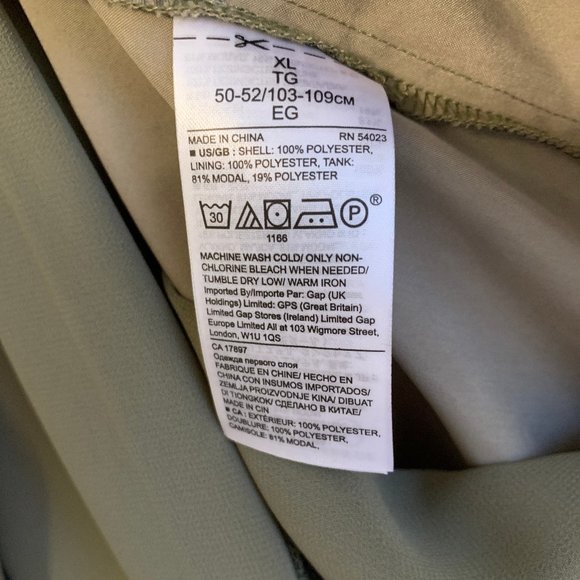 XL
TG
50-52/103-109см
EG
MADE IN CHINA RN 54023
■ US/GB : SHELL: 100% POLYESTER,
LINING: 100% POLYESTER, TANK:
81% MODAL, 19% POLYESTER
30 P ®
1166
MACHINE WASH COLD/ ONLY NON-
CHLORINE BLEACH WHEN NEEDED/
TUMBLE DRY LOW/ WARM IRON
Imported By/Importe Par: Gap (UK
Holdings) Limited: GPS (Great Britain)
Limited Gap Stores (Ireland) Limited Gap
Europe Limited All at 103 Wigmore Street,
London, W1U 1QS
CA 17897
Одежда первого слоя
FABRIQUE EN CHINE/ HECHO EN
CHINA CON INSUMOS IMPORTADOS/
ZEMLJA PROIZVODNJE KINA/ DIBUAT
DI TIONGKOK/ СДЕЛАНО В КИТАЕ/
MADE IN CIN
■ CA : EXTÉRIEUR: 100% POLYESTER,
DOUBLURE: 100% POLYESTER,
CAMISOLE: 81% MODAL,